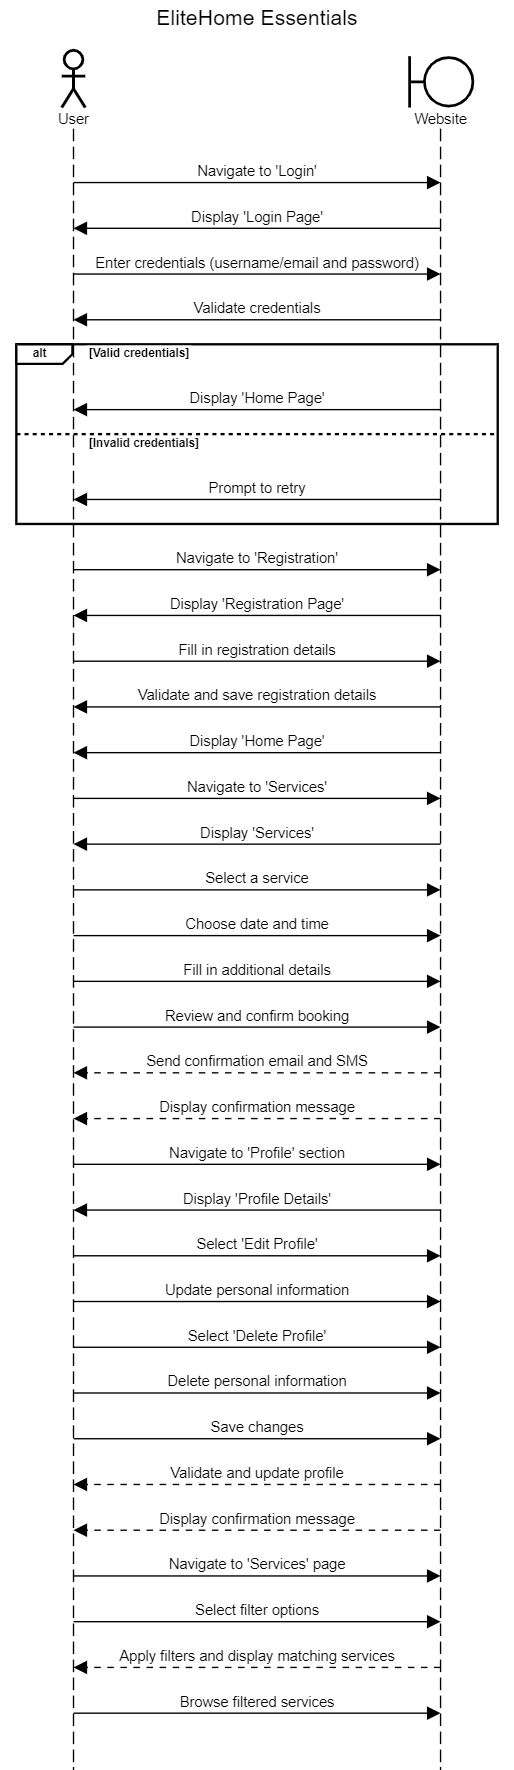 EliteHome Essentials
User
Website
Navigate to 'Login'
Display 'Login Page'
Enter credentials (username/email and password)
Validate credentials
alt
[Valid credentials]
Display 'Home Page'
[Invalid credentials]
Prompt to retry
Navigate to 'Registration'
Display 'Registration Page'
Fill in registration details
Validate and save registration details
Display 'Home Page'
Navigate to 'Services'
Display 'Services'
Select a service
Choose date and time
Fill in additional details
Review and confirm booking
Send confirmation email and SMS
Display confirmation message
Navigate to 'Profile' section
Display 'Profile Details'
Select 'Edit Profile'
Update personal information
Select 'Delete Profile'
Delete personal information
Save changes
Validate and update profile
Display confirmation message
Navigate to 'Services' page
Select filter options
Apply filters and display matching services
Browse filtered services